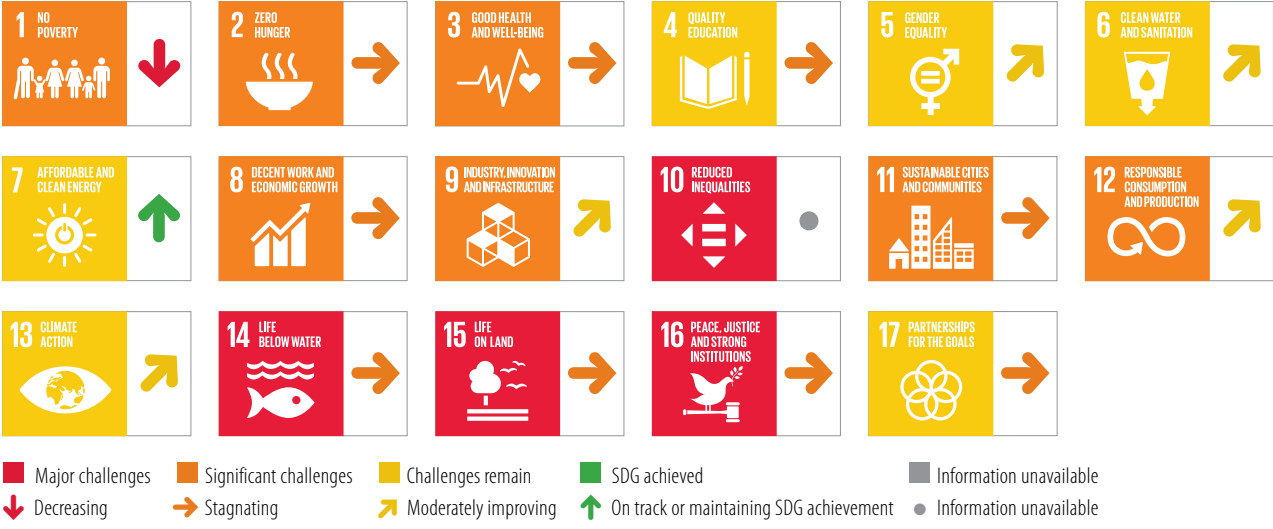 1 NO
POVERTY
2 ZERO
HUNGER
3 GOOD HEALTH
AND WELL-BEING
4 QUALITY
EDUCATION
5 GENDER
EQUALITY
6 CLEAN WATER
AND SANITATION
7 AFFORDABLE AND
CLEAN ENERGY
8 DECENT WORK AND
ECONOMIC GROWTH
9 INDUSTRY, INNOVATION
AND INFRASTRUCTURE
10 REDUCED
INEQUALITIES
11 SUSTAINABLE CITIES
AND COMMUNITIES
12 RESPONSIBLE
CONSUMPTION
AND PRODUCTION
13 CLIMATE
ACTION
14 LIFE
BELOW WATER
15 LIFE
ON LAND
16 PEACE, JUSTICE
AND STRONG
INSTITUTIONS
17 PARTNERSHIPS
FOR THE GOALS
Major challenges
Significant challenges
Challenges remain
SDG achieved
Information unavailable
Decreasing
Stagnating
Moderately improving
On track or maintaining SDG achievement
Information unavailable